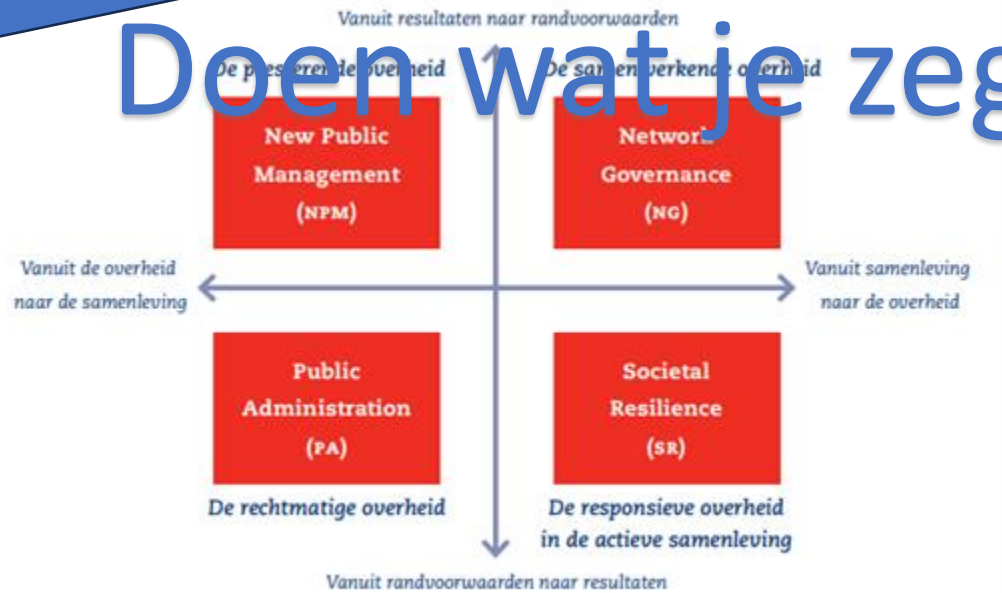 Vanuit resultaten naar randvoorwaarden
Doen wat je zeg
De presterende overheid
De samenwerkende overheid
New Public
Management
(NPM)
Network
Governance
(NG)
Vanuit de overheid
naar de samenleving
Vanuit samenleving
naar de overheid
Public
Administration
(PA)
Societal
Resilience
(SR)
De rechtmatige overheid
De responsieve overheid
in de actieve samenleving
Vanuit randvoorwaarden naar resultaten